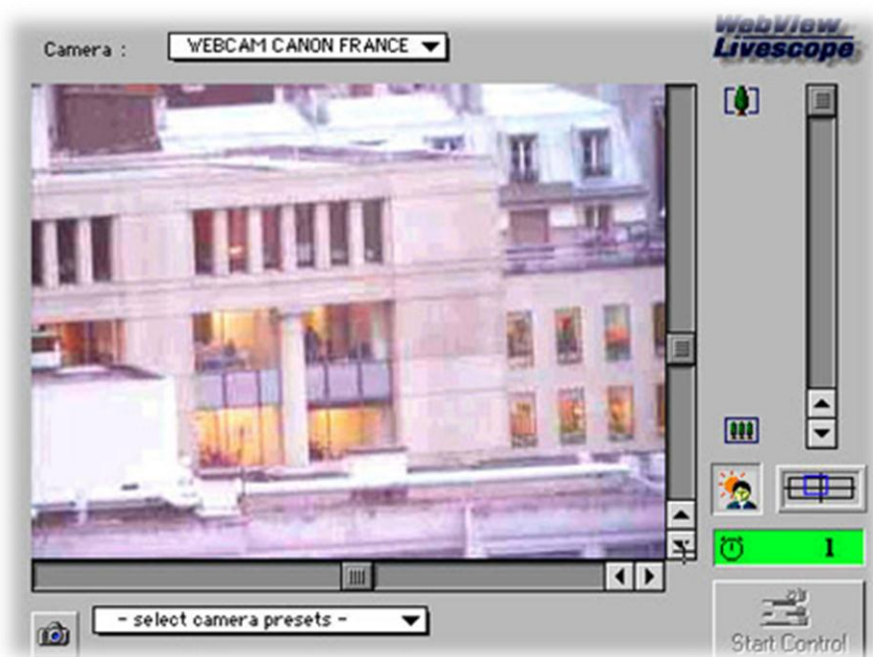 Camera :
WEBCAM CANON FRANCE
WebView
Livescope
1
- select camera presets -
Start Control